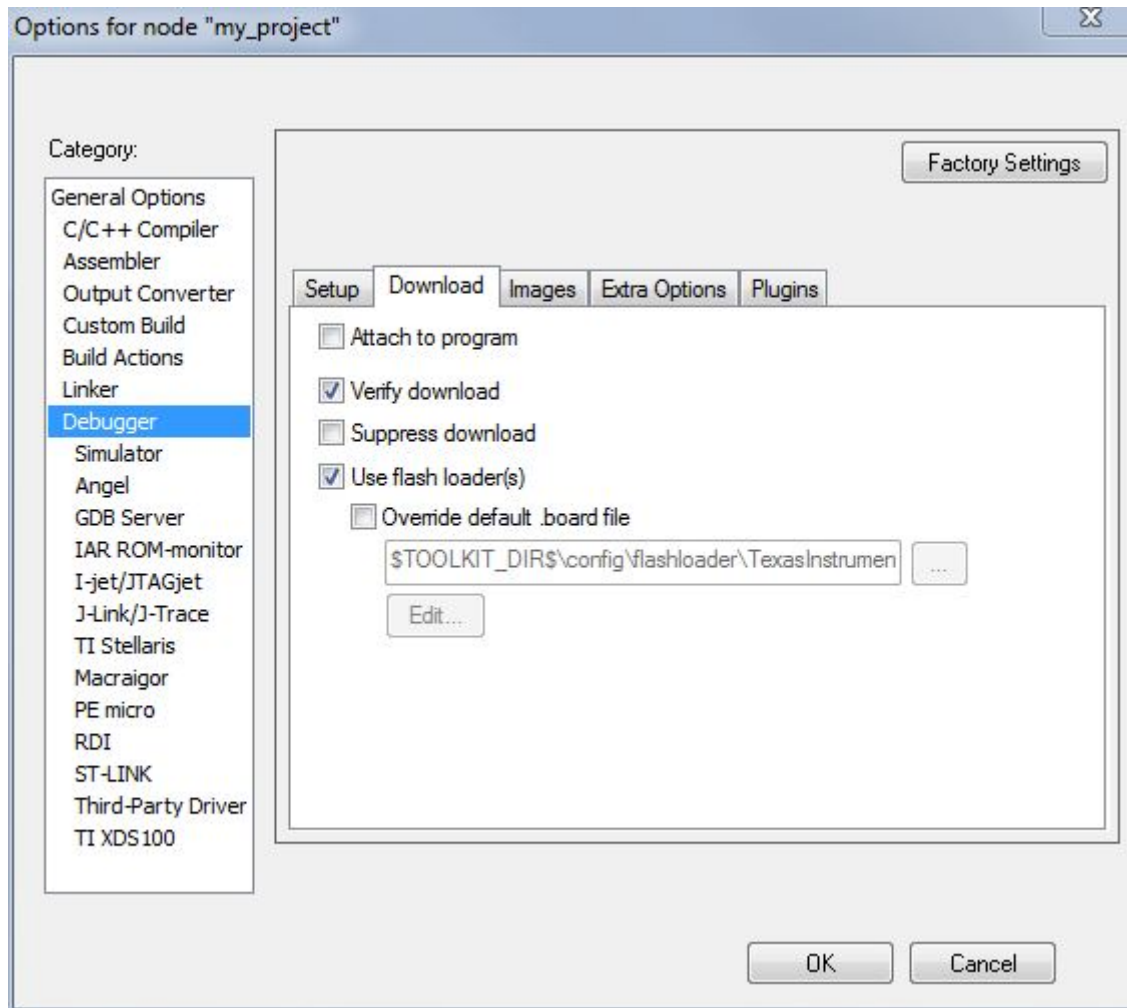 Options for node "my_project"
Category:
General Options
C/C++ Compiler
Assembler
Output Converter
Custom Build
Build Actions
Linker
Debugger
Simulator
Angel
GDB Server
IAR ROM-monitor
I-jet/JTAGjet
J-Link/J-Trace
TI Stellaris
Macraigor
PE micro
RDI
ST-LINK
Third-Party Driver
TI XDS100
Factory Settings
Setup Download Images Extra Options Plugins
Attach to program
Verify download
Suppress download
Use flash loader(s)
Override default .board file
$TOOLKIT_DIR$\config\flashloader\TexasInstrumen ...
Edit...
OK Cancel